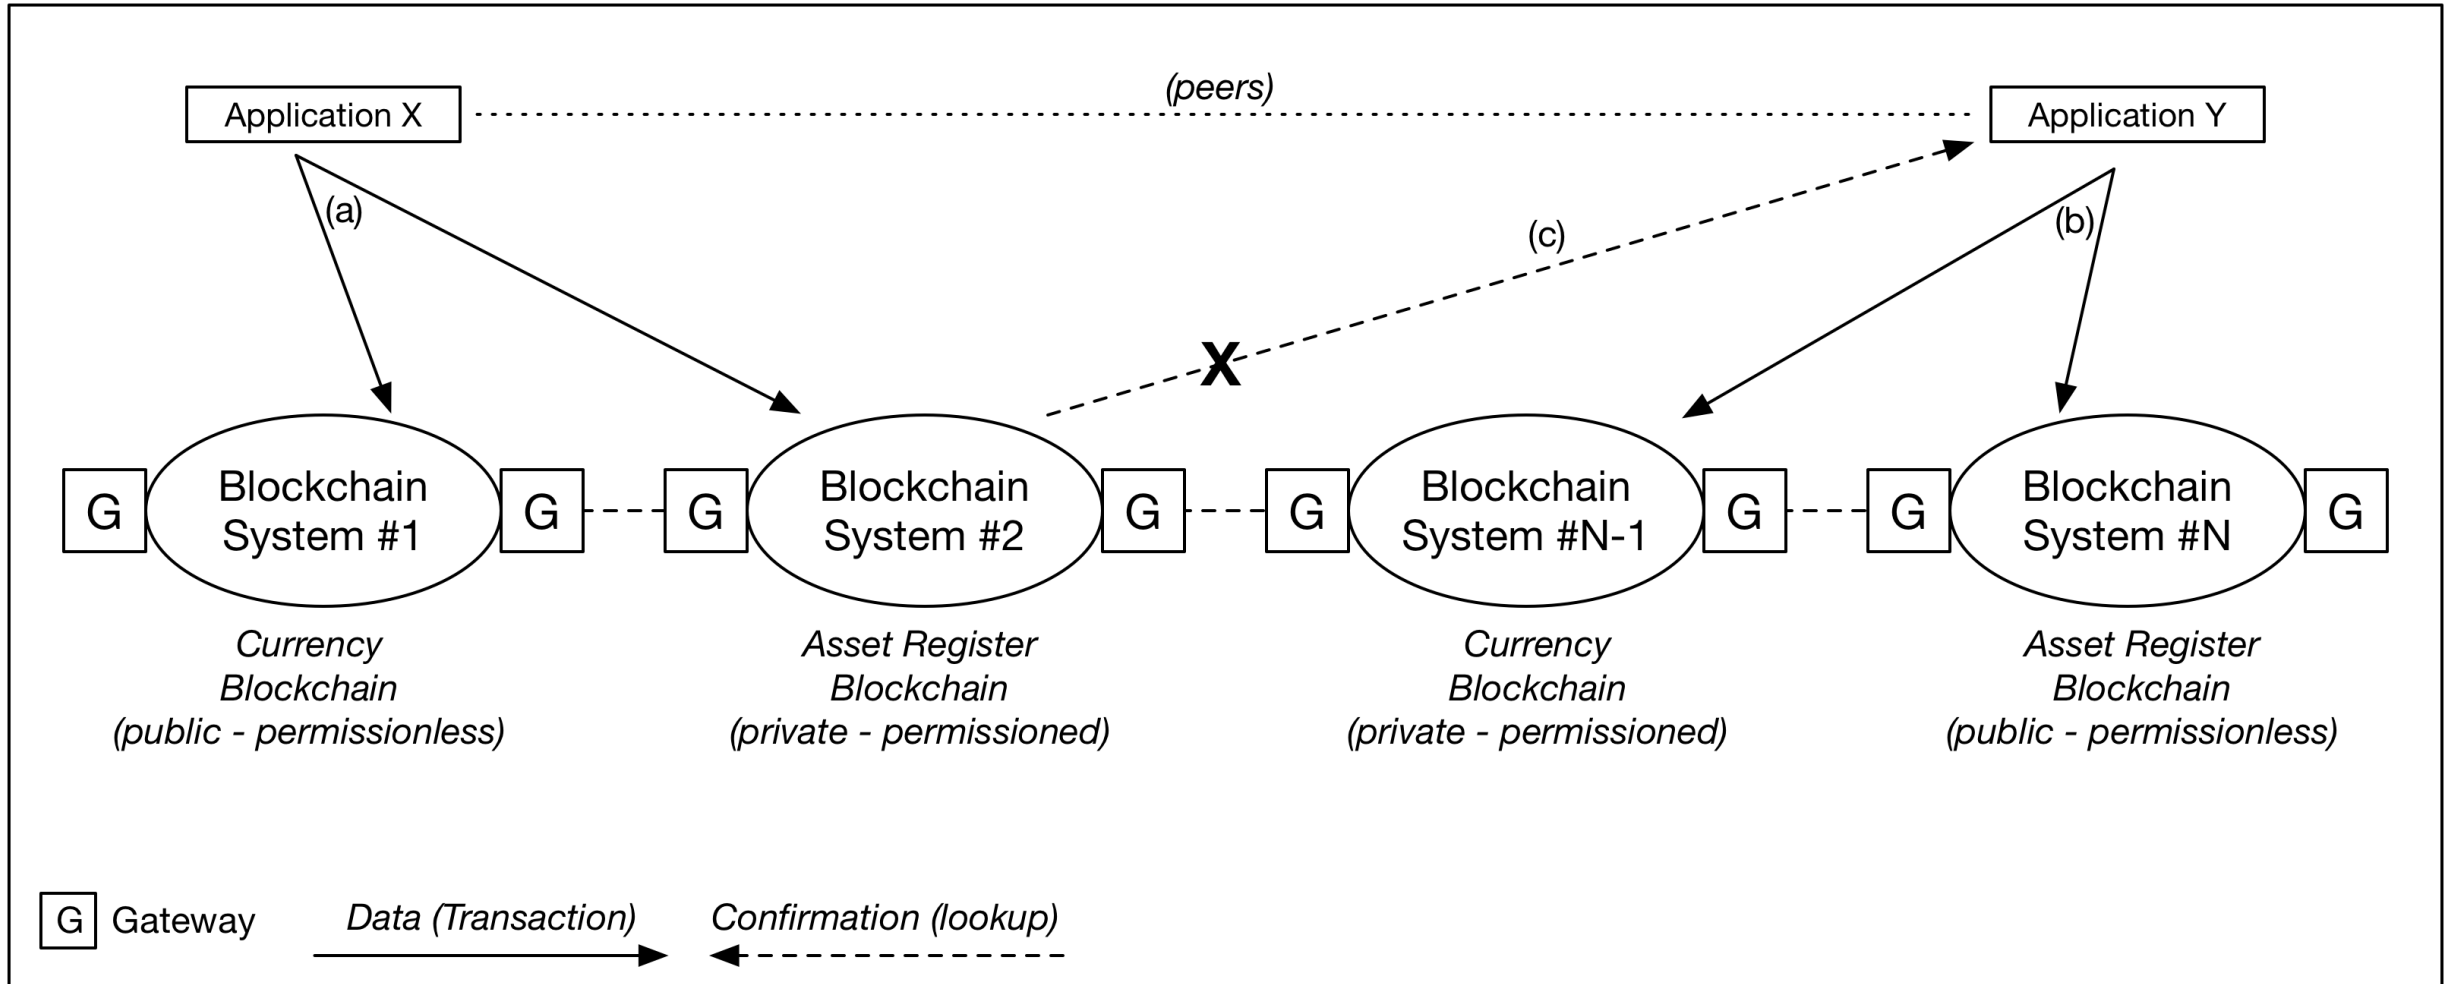 (peers)
Application X
Application Y
(a)
(b)
(c)
X
G
Blockchain
System #1
G
G
Blockchain
System #2
G
G
Blockchain
System #N-1
G
G
Blockchain
System #N
G
Currency
Blockchain
(public - permissionless)
Asset Register
Blockchain
(private - permissioned)
Currency
Blockchain
(private - permissioned)
Asset Register
Blockchain
(public - permissionless)
G Gateway
Data (Transaction)
Confirmation (lookup)